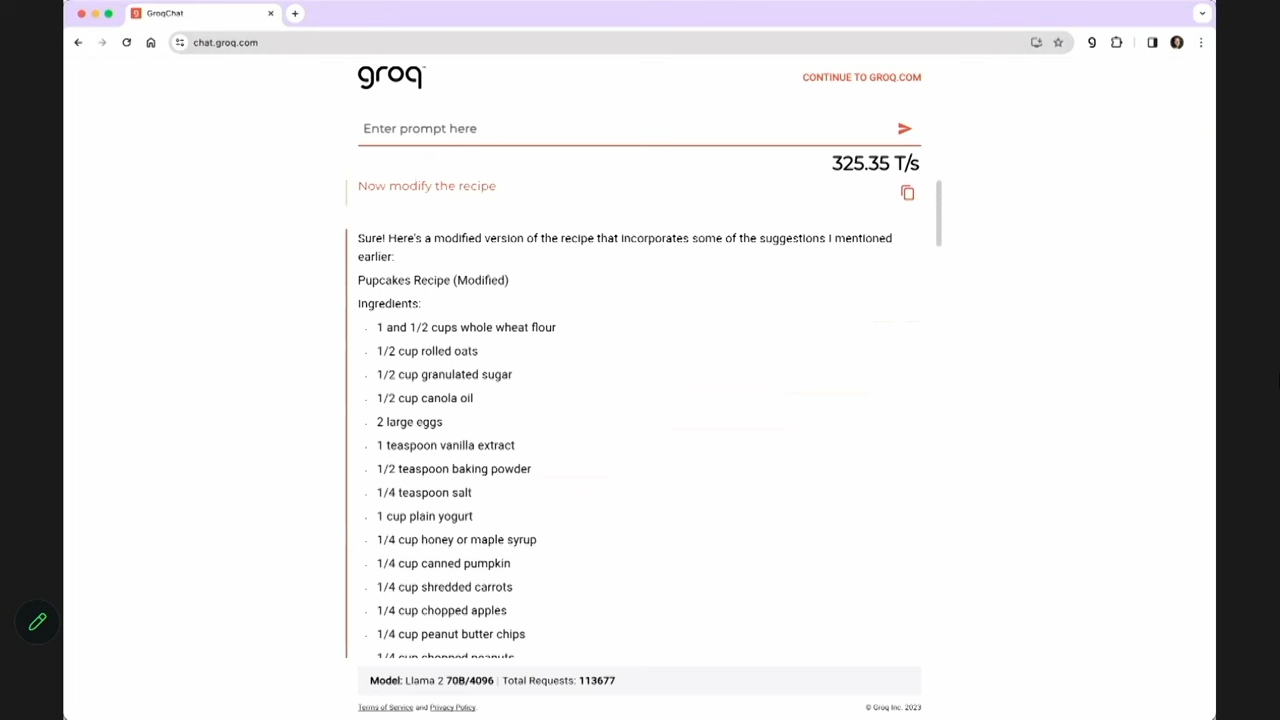 GroqChat
chat.groq.com
groq™
CONTINUE TO GROQ.COM
Enter prompt here
325.35 T/s
Now modify the recipe
Sure! Here's a modified version of the recipe that incorporates some of the suggestions I mentioned
earlier:
Pupcakes Recipe (Modified)
Ingredients:
1 and 1/2 cups whole wheat flour
1/2 cup rolled oats
1/2 cup granulated sugar
1/2 cup canola oil
2 large eggs
1 teaspoon vanilla extract
1/2 teaspoon baking powder
1/4 teaspoon salt
1 cup plain yogurt
1/4 cup honey or maple syrup
1/4 cup canned pumpkin
1/4 cup shredded carrots
1/4 cup chopped apples
1/4 cup peanut butter chips
1/4 cup chopped peanuts
Model: Llama 2 70B/4096 | Total Requests: 113677
Terms of Service and Privacy Policy.
© Groq Inc. 2023